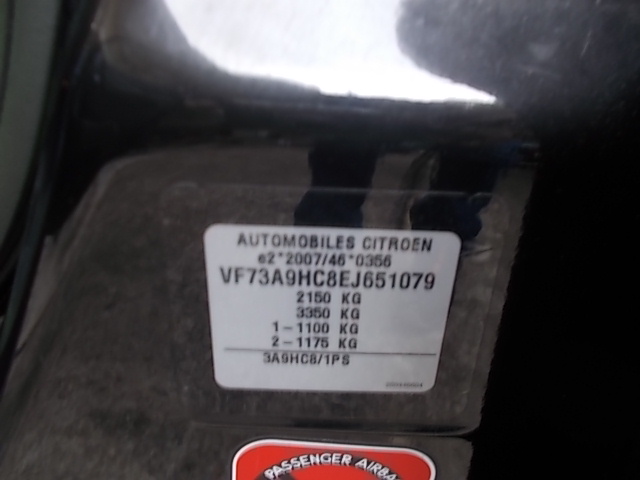 AUTOMOBILES CITROEN
e2*2007/46*0356
VF73A9HC8EJ651079
2150 KG
3350 KG
1-1100 KG
2-1175 KG
3A9HC8/1PS
PASSENGER AIRBA